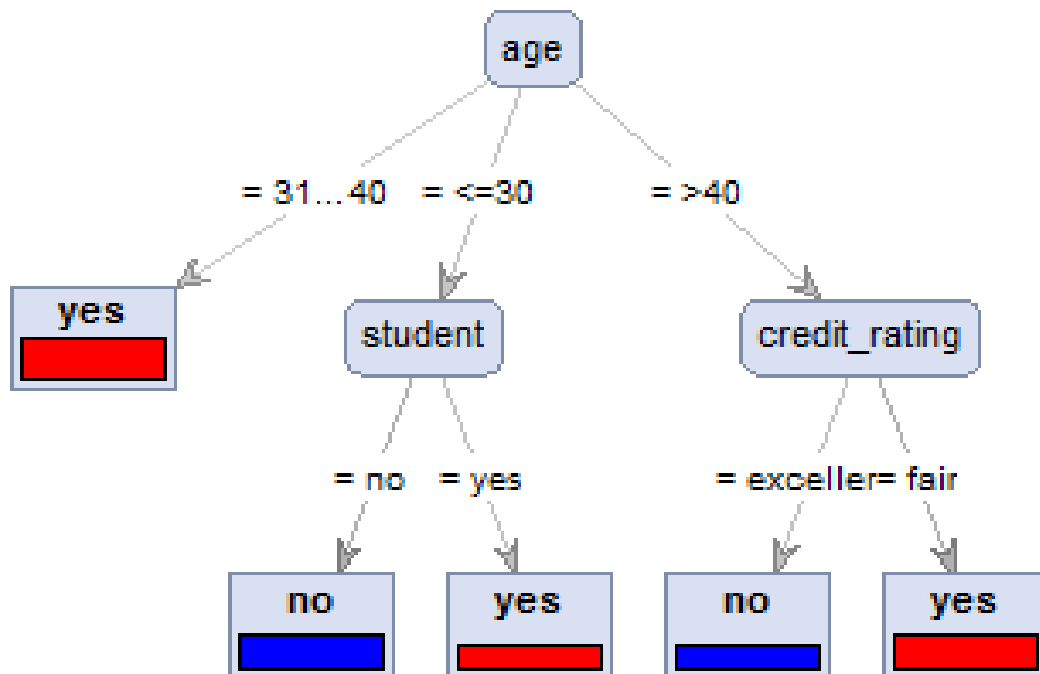 age
= 31...40 = <=30 = >40
yes
student
credit_rating
= no = yes = exceller= fair
no yes no yes